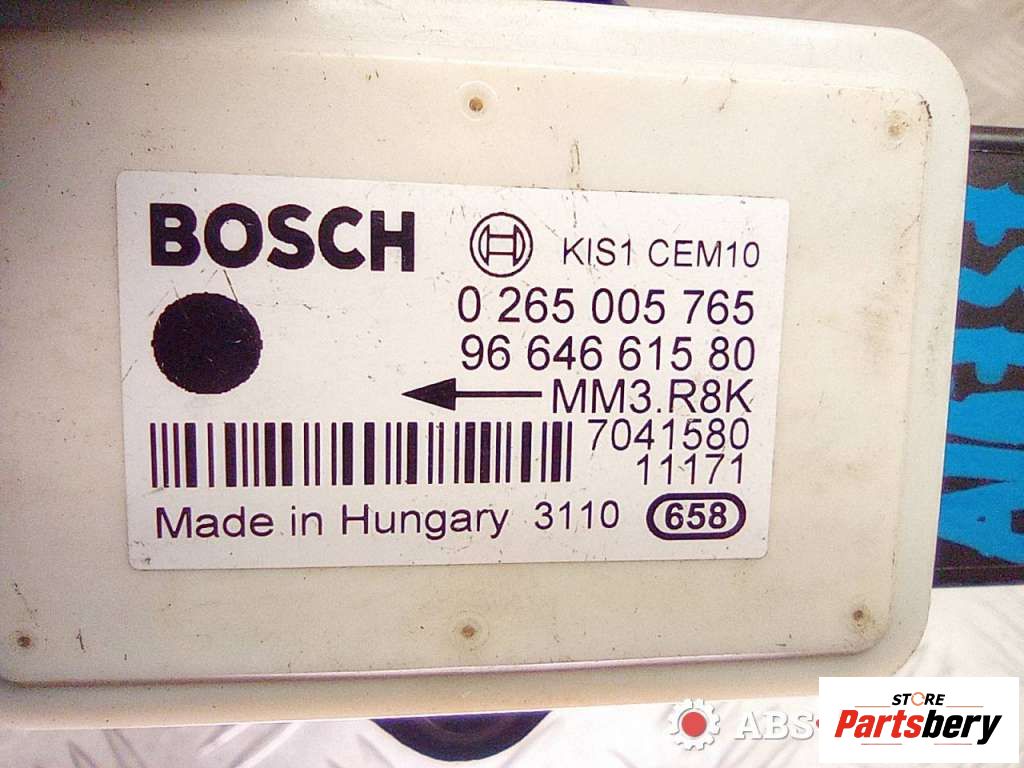 BOSCH
KIS1 CEM10
0 265 005 765
96 646 615 80
MM3.R8K
7041580
11171
Made in Hungary 3110 658
ABS
STORE
Partsbery